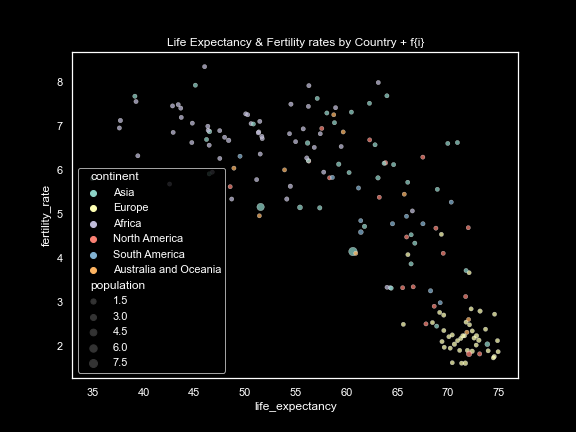 Life Expectancy & Fertility rates by Country + f{i}
fertility_rate
8
7
6
5
4
3
2
continent
Asia
Europe
Africa
North America
South America
Australia and Oceania
population
1.5
3.0
4.5
6.0
7.5
35 40 45 50 55 60 65 70 75
life_expectancy